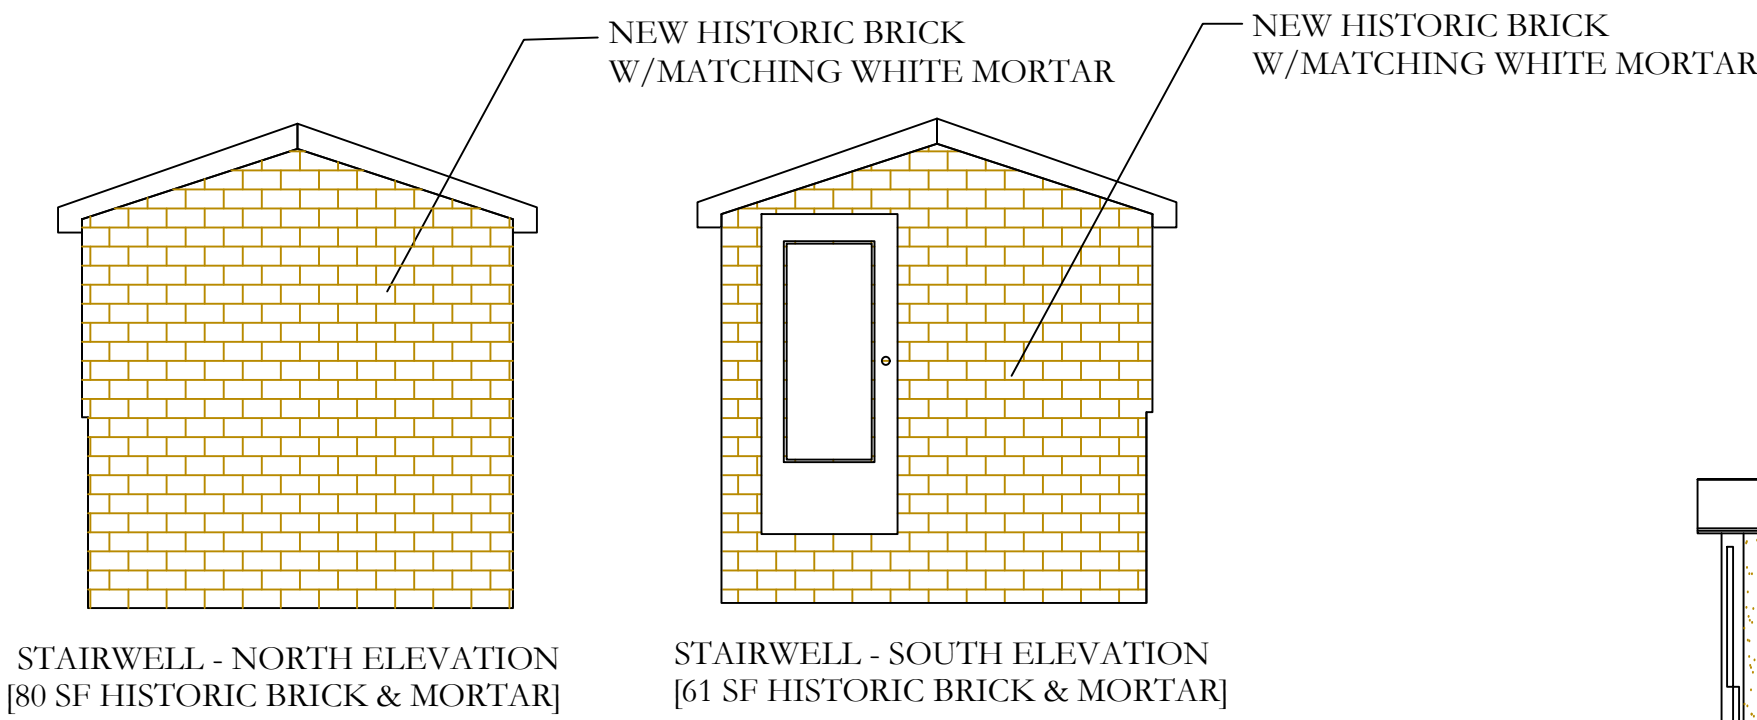 NEW HISTORIC BRICK
W/MATCHING WHITE MORTAR
NEW HISTORIC BRICK
W/MATCHING WHITE MORTAR
STAIRWELL - NORTH ELEVATION
[80 SF HISTORIC BRICK & MORTAR]
STAIRWELL - SOUTH ELEVATION
[61 SF HISTORIC BRICK & MORTAR]